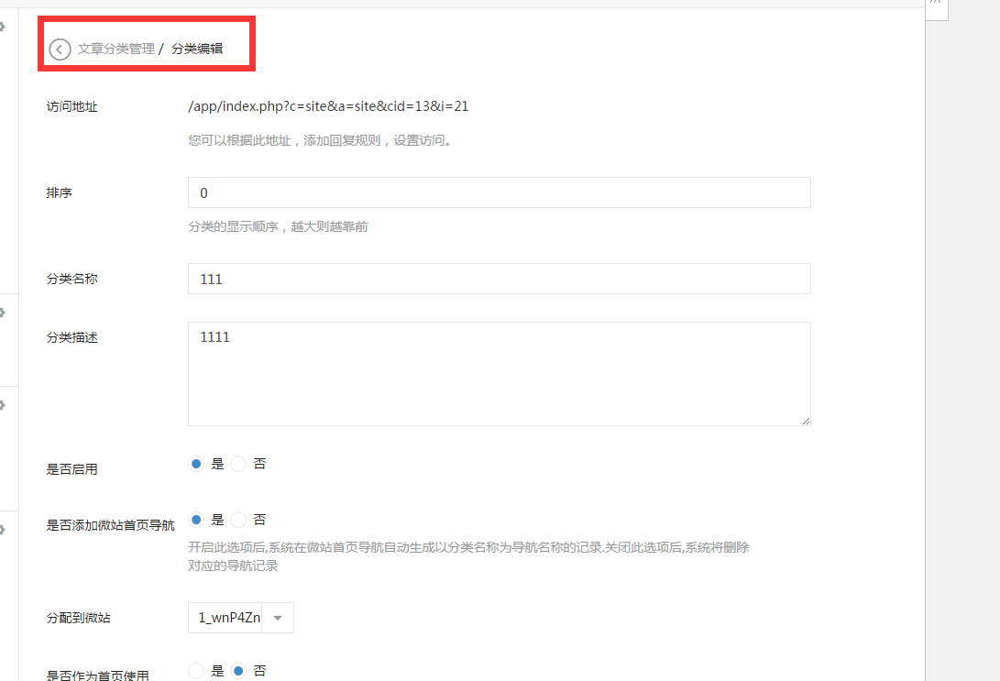 文章分类管理 / 分类编辑
访问地址 /app/index.php?c=site&a=site&cid=13&i=21
您可以根据此地址，添加回复规则，设置访问。
排序 0
分类的显示顺序，越大则越靠前
分类名称 111
分类描述 1111
是否启用 是 否
是否添加微站首页导航 是 否
开启此选项后,系统在微站首页导航自动生成以分类名称为导航名称的记录.关闭此选项后,系统将删除
对应的导航记录
分配到微站 1_wnP4Zn
是否作为首页使用 是 否